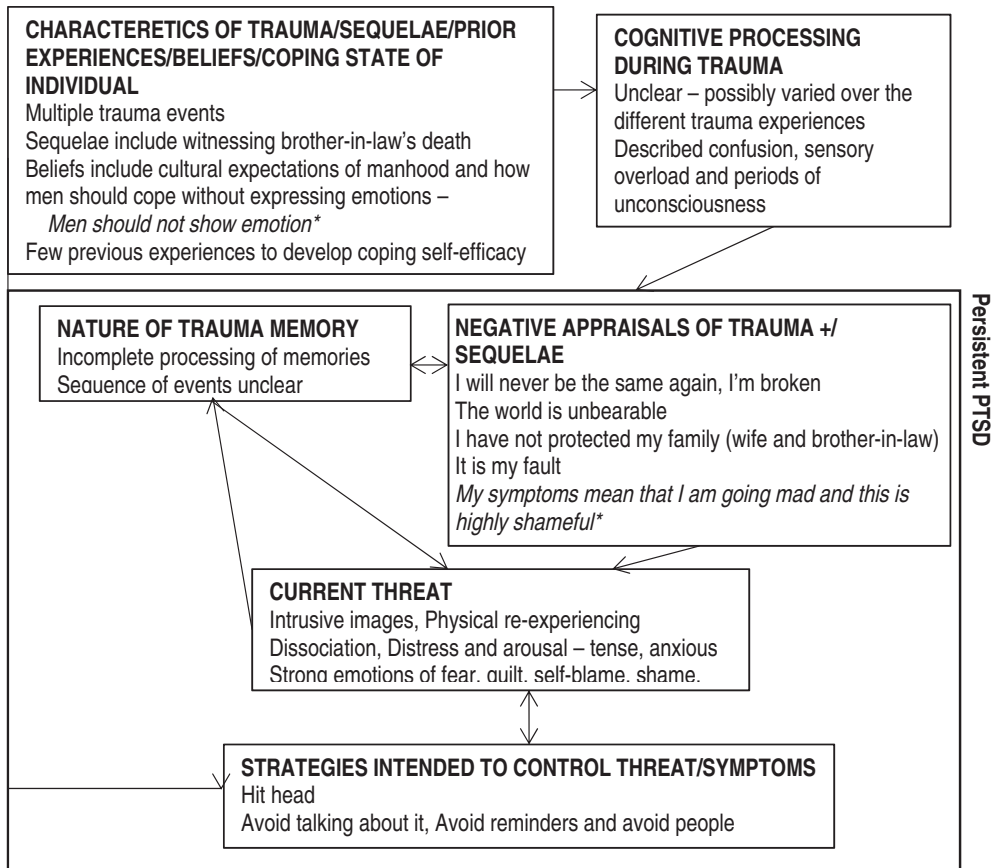 CHARACTERETICS OF TRAUMA/SEQUELAE/PRIOR
EXPERIENCES/BELIEFS/COPING STATE OF
INDIVIDUAL
Multiple trauma events
Sequelae include witnessing brother-in-law's death
Beliefs include cultural expectations of manhood and how
men should cope without expressing emotions –
Men should not show emotion*
Few previous experiences to develop coping self-efficacy
COGNITIVE PROCESSING
DURING TRAUMA
Unclear – possibly varied over the
different trauma experiences
Described confusion, sensory
overload and periods of
unconsciousness
Persistent PTSD
NATURE OF TRAUMA MEMORY
Incomplete processing of memories
Sequence of events unclear
NEGATIVE APPRAISALS OF TRAUMA +/
SEQUELAE
I will never be the same again, I'm broken
The world is unbearable
I have not protected my family (wife and brother-in-law)
It is my fault
My symptoms mean that I am going mad and this is
highly shameful*
CURRENT THREAT
Intrusive images, Physical re-experiencing
Dissociation, Distress and arousal – tense, anxious
Strong emotions of fear, guilt, self-blame, shame,
STRATEGIES INTENDED TO CONTROL THREAT/SYMPTOMS
Hit head
Avoid talking about it, Avoid reminders and avoid people